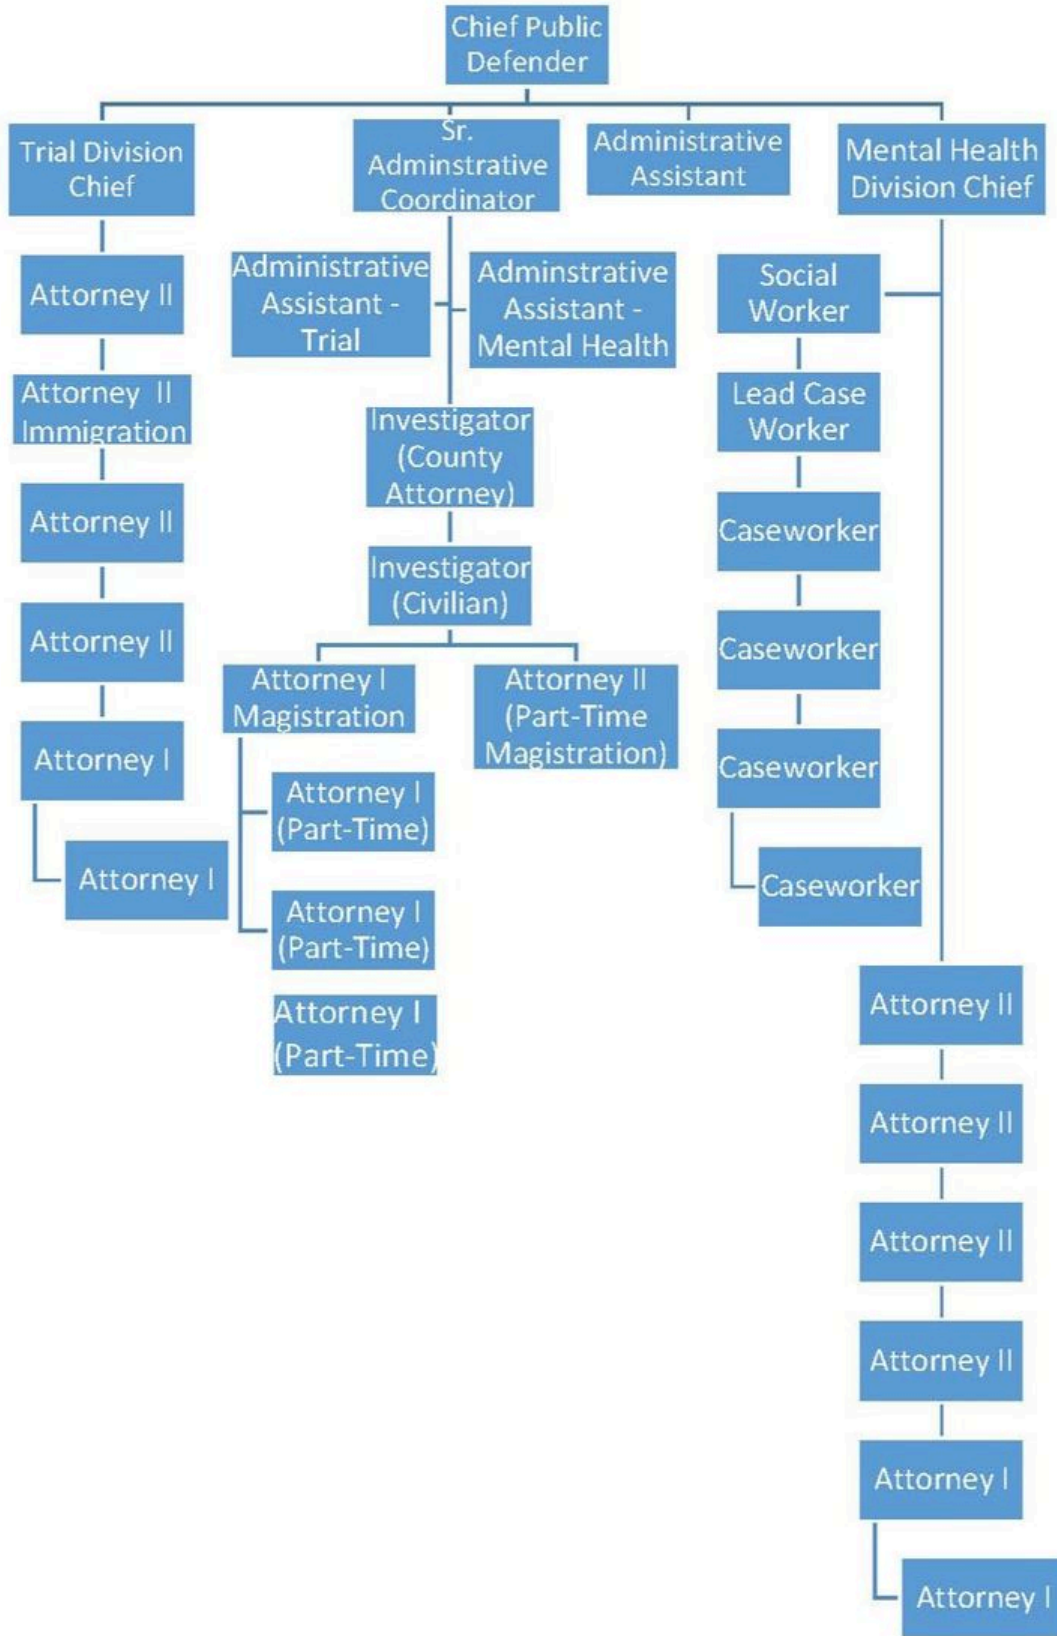 Chief Public
Defender
Trial Division
Chief
Sr.
Adminstrative
Coordinator
Administrative
Assistant
Mental Health
Division Chief
Attorney II
Attorney II
Immigration
Attorney II
Attorney II
Attorney I
Attorney I
Administrative
Assistant -
Trial
Adminstrative
Assistant -
Mental Health
Investigator
(County
Attorney)
Investigator
(Civilian)
Attorney I
Magistration
Attorney II
(Part-Time
Magistration)
Attorney I
(Part-Time)
Attorney I
(Part-Time)
Attorney I
(Part-Time)
Social
Worker
Lead Case
Worker
Caseworker
Caseworker
Caseworker
Caseworker
Attorney II
Attorney II
Attorney II
Attorney II
Attorney I
Attorney I